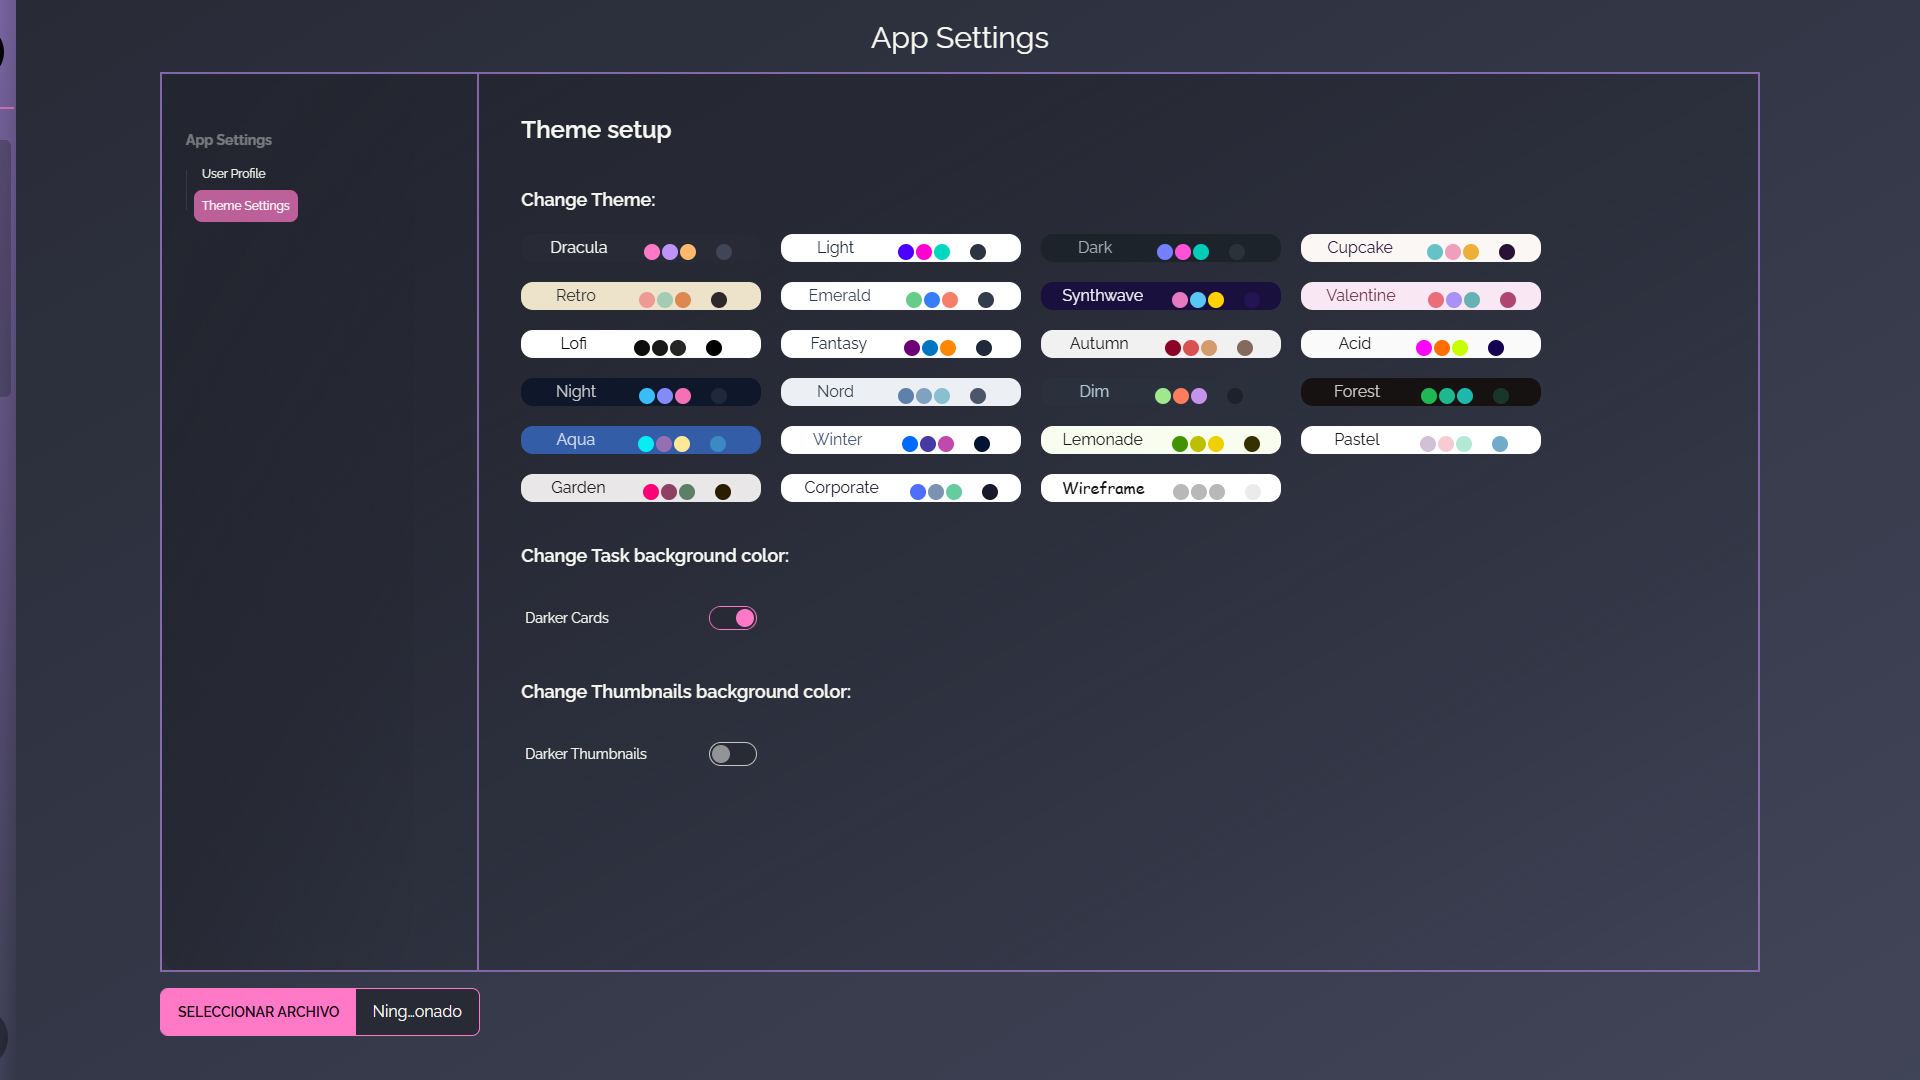 App Settings
App Settings
User Profile
Theme Settings
Theme setup
Change Theme:
Dracula
Light
Dark
Cupcake
Retro
Emerald
Synthwave
Valentine
Lofi
Fantasy
Autumn
Acid
Night
Nord
Dim
Forest
Aqua
Winter
Lemonade
Pastel
Garden
Corporate
Wireframe
Change Task background color:
Darker Cards
Change Thumbnails background color:
Darker Thumbnails
SELECCIONAR ARCHIVO
Ning…onado